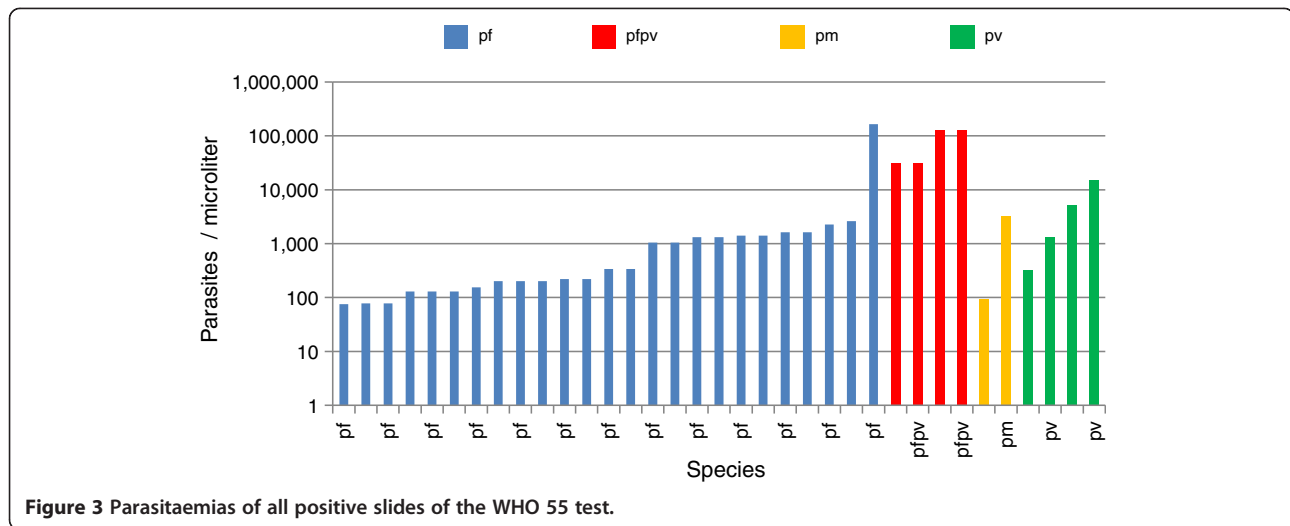 pf pfpv pm pv
1,000,000
100,000
10,000
1,000
100
10
1
Parasites / microliter
pf pf pf pf pf pf pf pf pf pf pf pf pf pfpv pfpv pm pv pv
Species
Figure 3 Parasitaemias of all positive slides of the WHO 55 test.